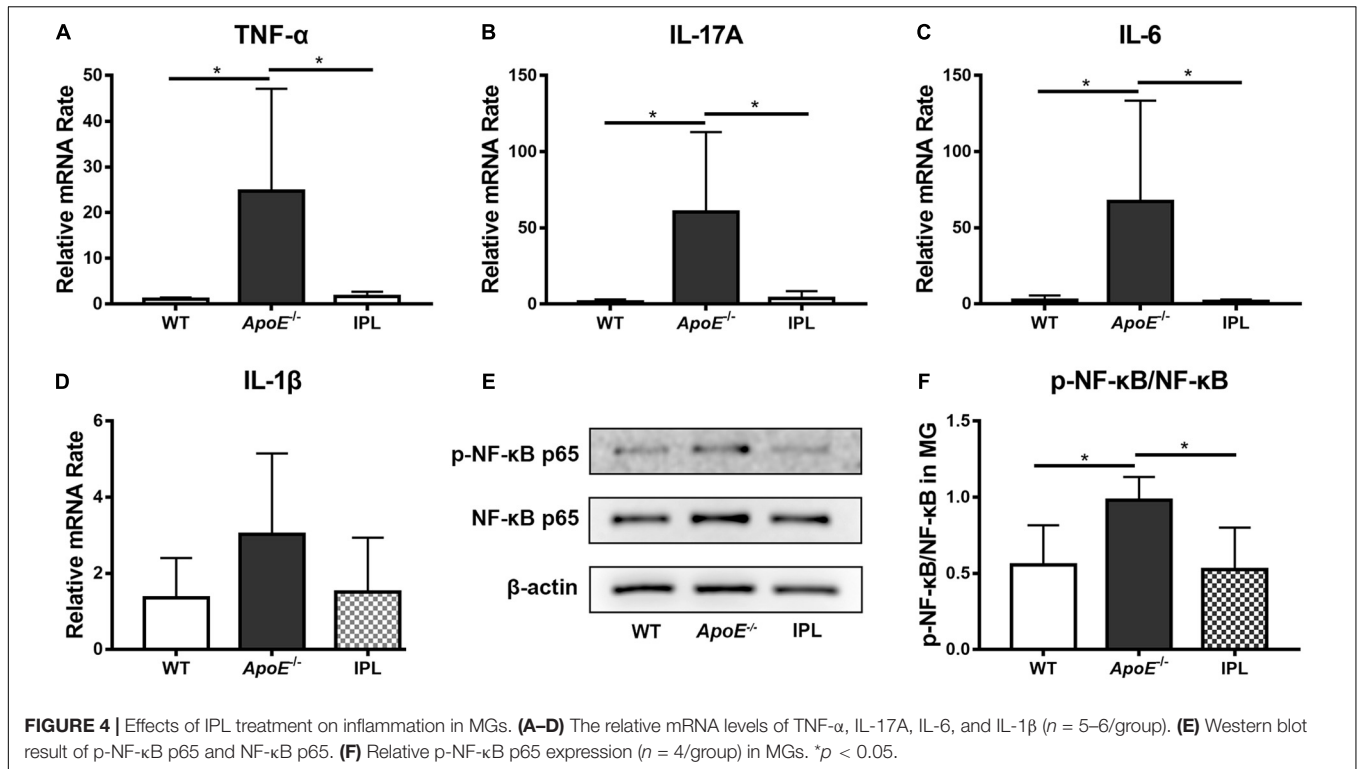 A
TNF-α
Relative mRNA Rate
50
40
30
20
10
0
*
*
WT
ApoE-/-
IPL
B
IL-17A
Relative mRNA Rate
150
100
50
0
*
*
WT
ApoE-/-
IPL
C
IL-6
Relative mRNA Rate
150
100
50
0
*
*
WT
ApoE-/-
IPL
D
IL-1β
Relative mRNA Rate
6
4
2
0
WT
ApoE-/-
IPL
E
p-NF-κB p65
NF-κB p65
β-actin
WT
ApoE-/-
IPL
F
p-NF-κB/NF-κB
p-NF-κB/NF-κB in MG
1.5
1.0
0.5
0.0
*
*
WT
ApoE-/-
IPL
FIGURE 4 | Effects of IPL treatment on inflammation in MGs. (A–D) The relative mRNA levels of TNF-α, IL-17A, IL-6, and IL-1β (n = 5–6/group). (E) Western blot
result of p-NF-κB p65 and NF-κB p65. (F) Relative p-NF-κB p65 expression (n = 4/group) in MGs. *p < 0.05.